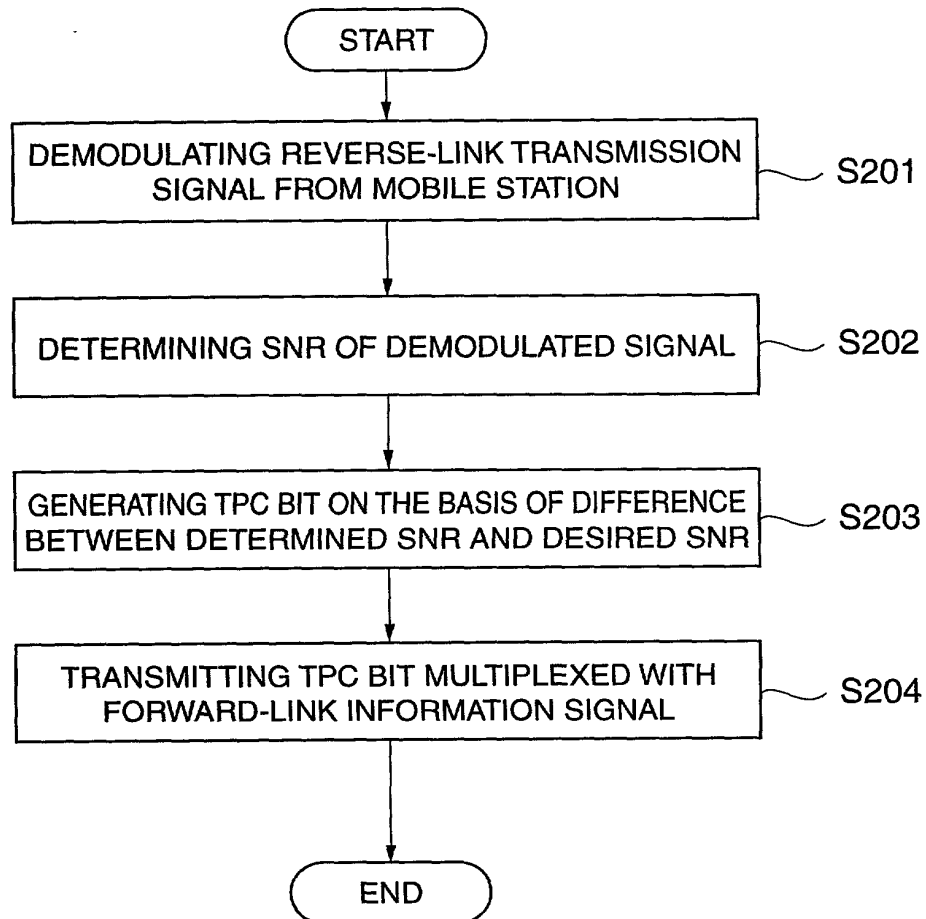 START
DEMODULATING REVERSE-LINK TRANSMISSION
SIGNAL FROM MOBILE STATION
S201
DETERMINING SNR OF DEMODULATED SIGNAL
S202
GENERATING TPC BIT ON THE BASIS OF DIFFERENCE
BETWEEN DETERMINED SNR AND DESIRED SNR
S203
TRANSMITTING TPC BIT MULTIPLEXED WITH
FORWARD-LINK INFORMATION SIGNAL
S204
END